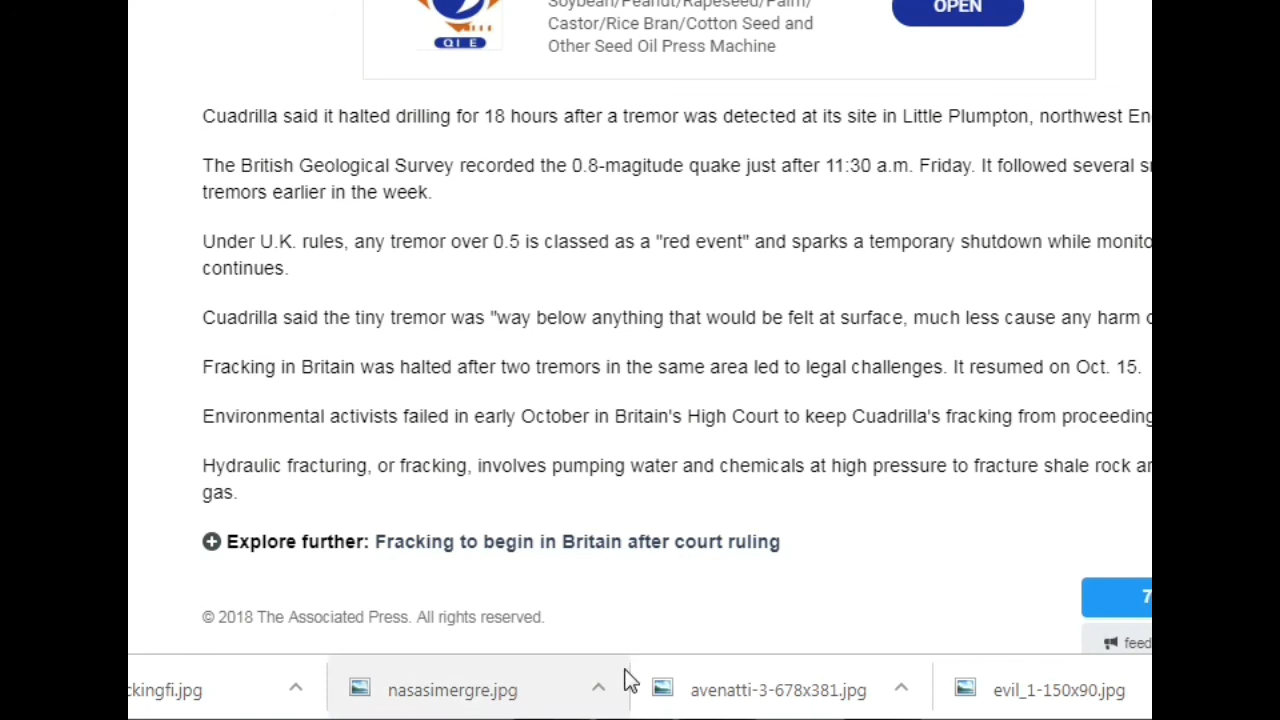 Soybean/Peanut/Rapeseed/Palm/
Castor/Rice Bran/Cotton Seed and
Other Seed Oil Press Machine
OPEN
QIE
Cuadrilla said it halted drilling for 18 hours after a tremor was detected at its site in Little Plumpton, northwest En
The British Geological Survey recorded the 0.8-magitude quake just after 11:30 a.m. Friday. It followed several s
tremors earlier in the week.
Under U.K. rules, any tremor over 0.5 is classed as a "red event" and sparks a temporary shutdown while monito
continues.
Cuadrilla said the tiny tremor was "way below anything that would be felt at surface, much less cause any harm
Fracking in Britain was halted after two tremors in the same area led to legal challenges. It resumed on Oct. 15.
Environmental activists failed in early October in Britain's High Court to keep Cuadrilla's fracking from proceeding
Hydraulic fracturing, or fracking, involves pumping water and chemicals at high pressure to fracture shale rock a
gas.
Explore further: Fracking to begin in Britain after court ruling
7
© 2018 The Associated Press. All rights reserved.
feed
ckingfi.jpg
nasasimergre.jpg
avenatti-3-678x381.jpg
evil_1-150x90.jpg